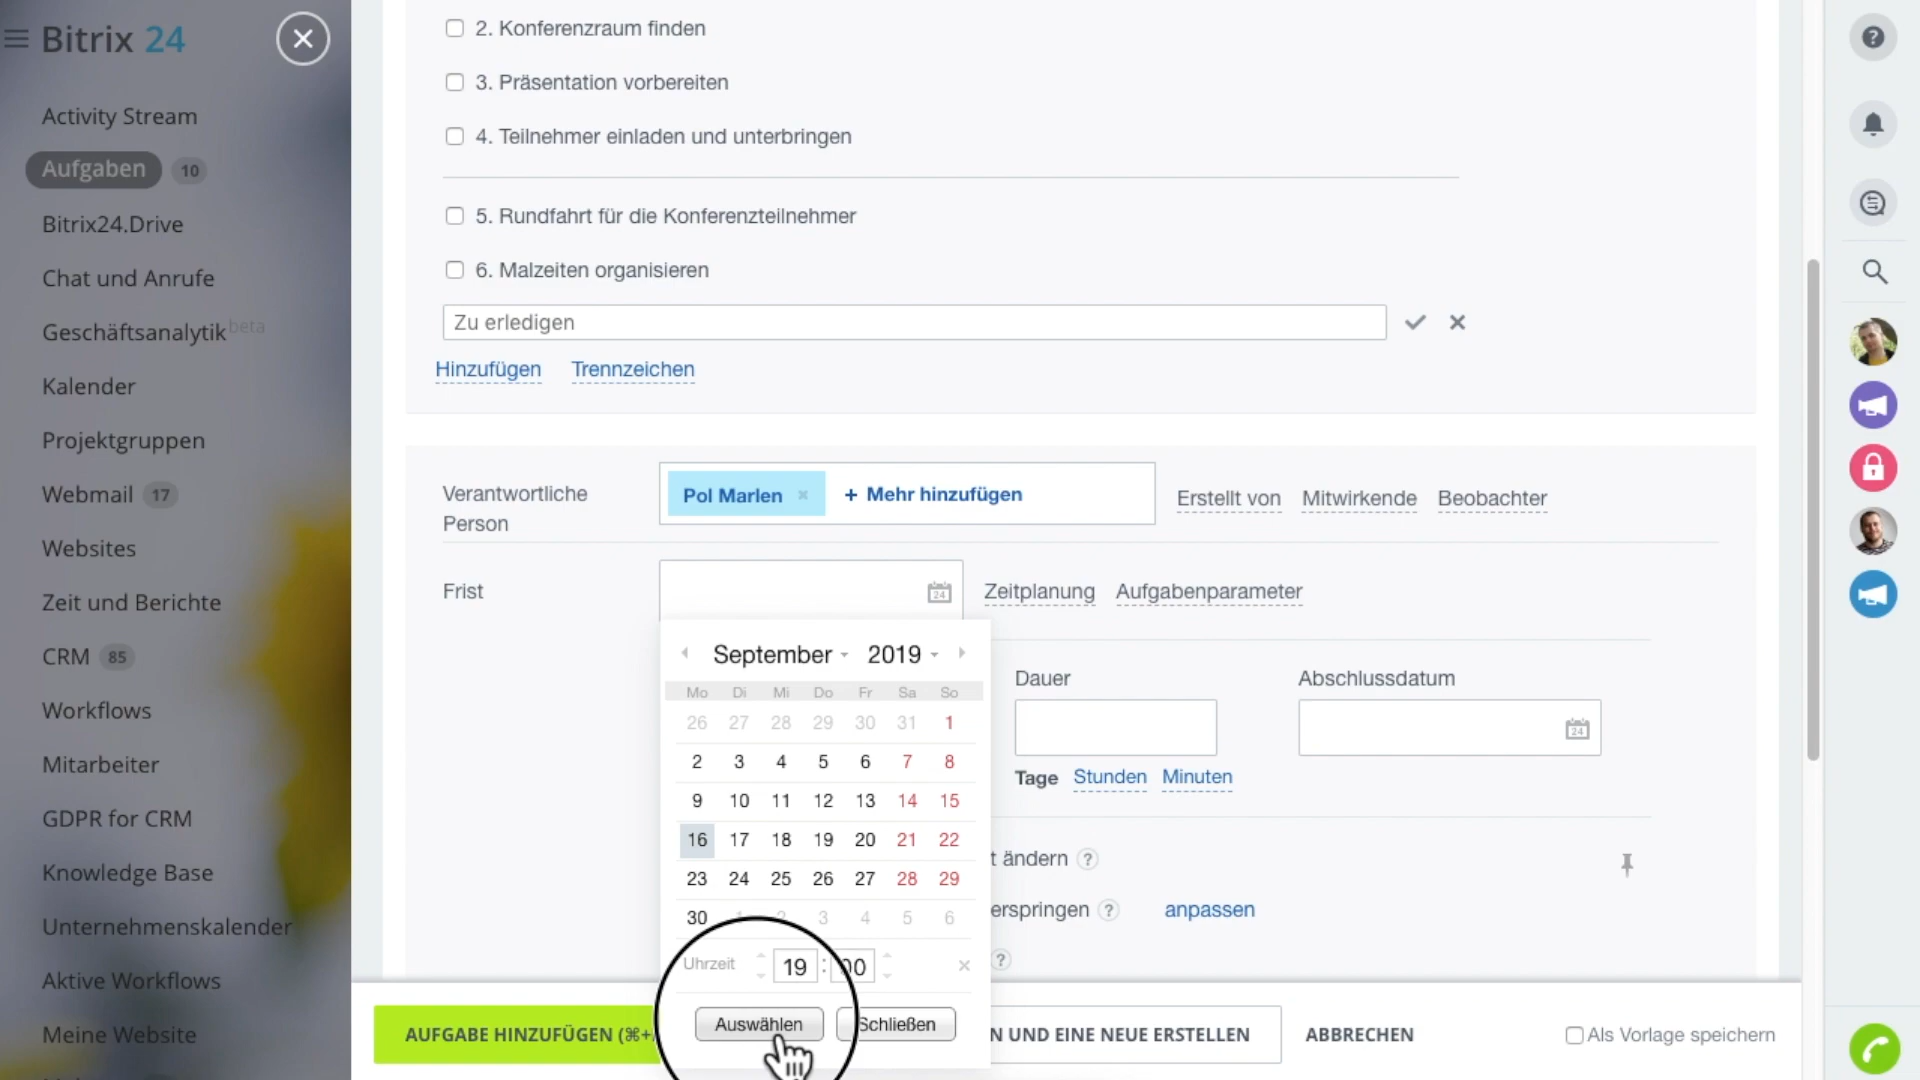 Bitrix 24
Activity Stream
Aufgaben 10
Bitrix24.Drive
Chat und Anrufe
Geschäftsanalytik beta
Kalender
Projektgruppen
Webmail 17
Websites
Zeit und Berichte
CRM 85
Workflows
Mitarbeiter
GDPR for CRM
Knowledge Base
Unternehmenskalender
Aktive Workflows
Meine Website
2. Konferenzraum finden
3. Präsentation vorbereiten
4. Teilnehmer einladen und unterbringen
5. Rundfahrt für die Konferenzteilnehmer
6. Malzeiten organisieren
Zu erledigen
Hinzufügen Trennzeichen
Verantwortliche
Person
Pol Marlen × + Mehr hinzufügen
Erstellt von Mitwirkende Beobachter
Frist
24
Zeitplanung Aufgabenparameter
September 2019
Mo Di Mi Do Fr Sa So
26 27 28 29 30 31 1
2 3 4 5 6 7 8
9 10 11 12 13 14 15
16 17 18 19 20 21 22
23 24 25 26 27 28 29
30 1 2 3 4 5 6
Uhrzeit 19 : 00
Auswählen Schließen
Dauer
Abschlussdatum
24
Tage Stunden Minuten
t ändern ?
erspringen ? anpassen
?
AUFGABE HINZUFÜGEN (⌘+
N UND EINE NEUE ERSTELLEN
ABBRECHEN
Als Vorlage speichern
?